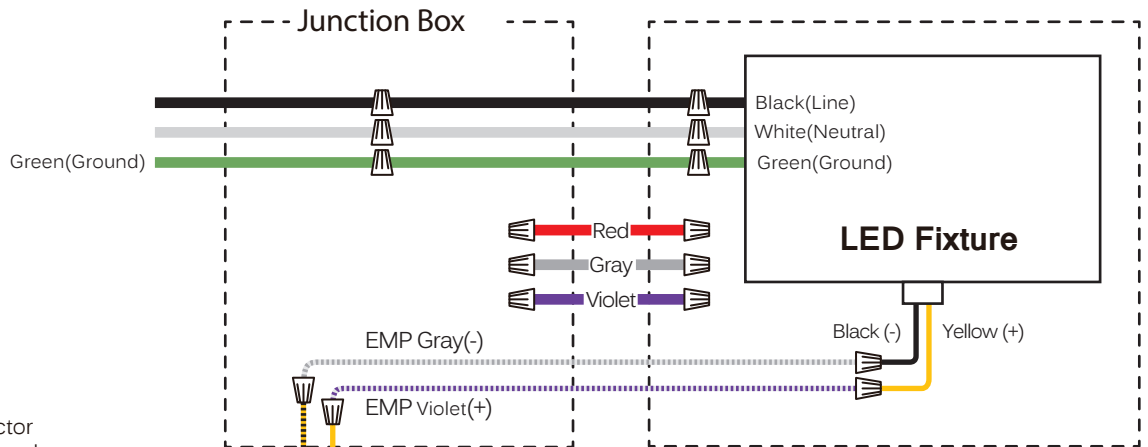 Junction Box
Black(Line)
White(Neutral)
Green(Ground)
Green(Ground)
Red
LED Fixture
Gray
Violet
Black (-) Yellow (+)
EMP Gray(-)
EMP Violet(+)